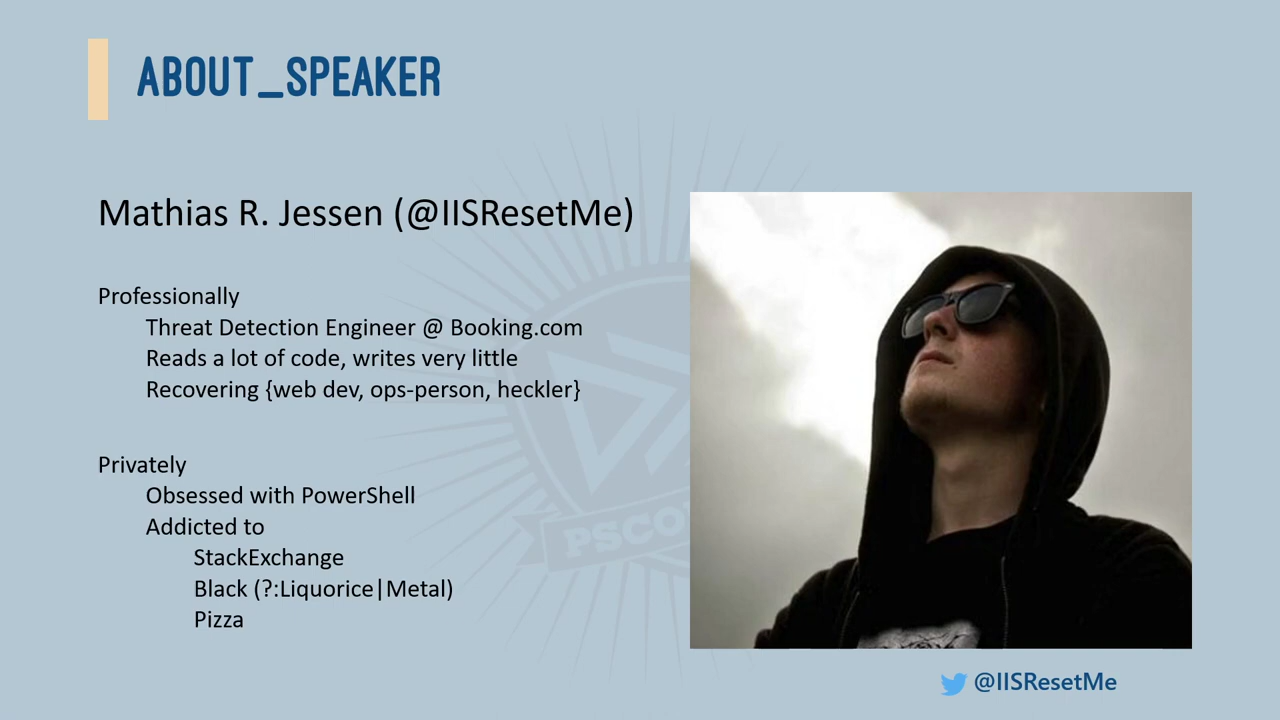 ABOUT_SPEAKER
Mathias R. Jessen (@IISResetMe)
Professionally
Threat Detection Engineer @ Booking.com
Reads a lot of code, writes very little
Recovering {web dev, ops-person, heckler}
Privately
Obsessed with PowerShell
Addicted to
StackExchange
Black (?:Liquorice|Metal)
Pizza
@IISResetMe